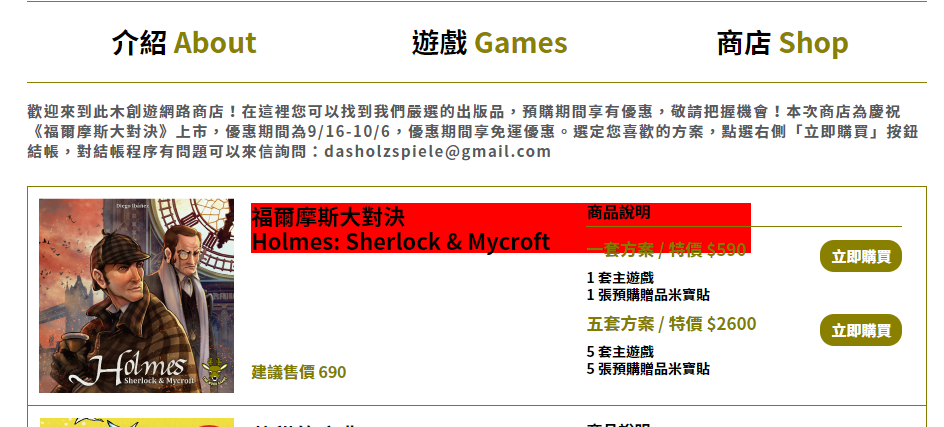 介紹 About
遊戲 Games
商店 Shop
歡迎來到此木創遊網路商店！在這裡您可以找到我們嚴選的出版品，預購期間享有優惠，敬請把握機會！本次商店為慶祝
《福爾摩斯大對決》上市，優惠期間為9/16-10/6，優惠期間享免運優惠。選定您喜歡的方案，點選右側「立即購買」按鈕
結帳，對結帳程序有問題可以來信詢問：dasholzspiele@gmail.com
Diego Ibáñez
Holmes
Sherlock & Mycroft
福爾摩斯大對決
Holmes: Sherlock & Mycroft
建議售價 690
商品說明
一套方案 / 特價 $590
立即購買
1 套主遊戲
1 張預購贈品米寶貼
五套方案 / 特價 $2600
立即購買
5 套主遊戲
5 張預購贈品米寶貼